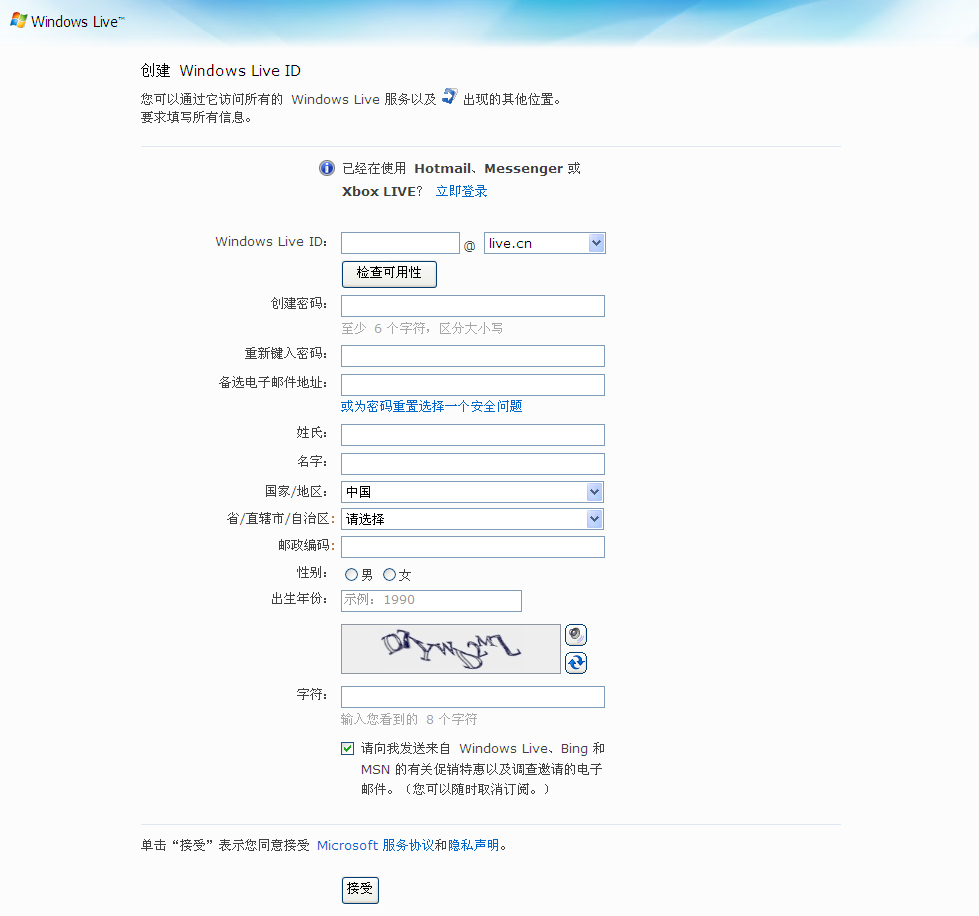 Windows Live™
创建 Windows Live ID
您可以通过它访问所有的 Windows Live 服务以及 出现的其他位置。
要求填写所有信息。
已经在使用 Hotmail、Messenger 或
Xbox LIVE? 立即登录
Windows Live ID: @ live.cn
检查可用性
创建密码:
至少 6 个字符，区分大小写
重新键入密码:
备选电子邮件地址:
或为密码重置选择一个安全问题
姓氏:
名字:
国家/地区: 中国
省/直辖市/自治区: 请选择
邮政编码:
性别: 男 女
出生年份: 示例: 1990
字符:
输入您看到的 8 个字符
请向我发送来自 Windows Live、Bing 和
MSN 的有关促销特惠以及调查邀请的电子
邮件。（您可以随时取消订阅。）
单击“接受”表示您同意接受 Microsoft 服务协议和隐私声明。
接受